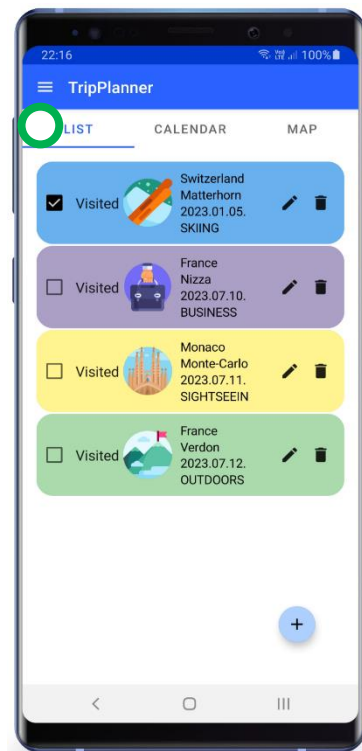 22:16 100%
TripPlanner
LIST CALENDAR MAP
Switzerland
Matterhorn
Visited
2023.01.05.
SKIING
France
Nizza
Visited
2023.07.10.
BUSINESS
Monaco
Monte-Carlo
Visited
2023.07.11.
SIGHTSEEIN
France
Verdon
Visited
2023.07.12.
OUTDOORS
+